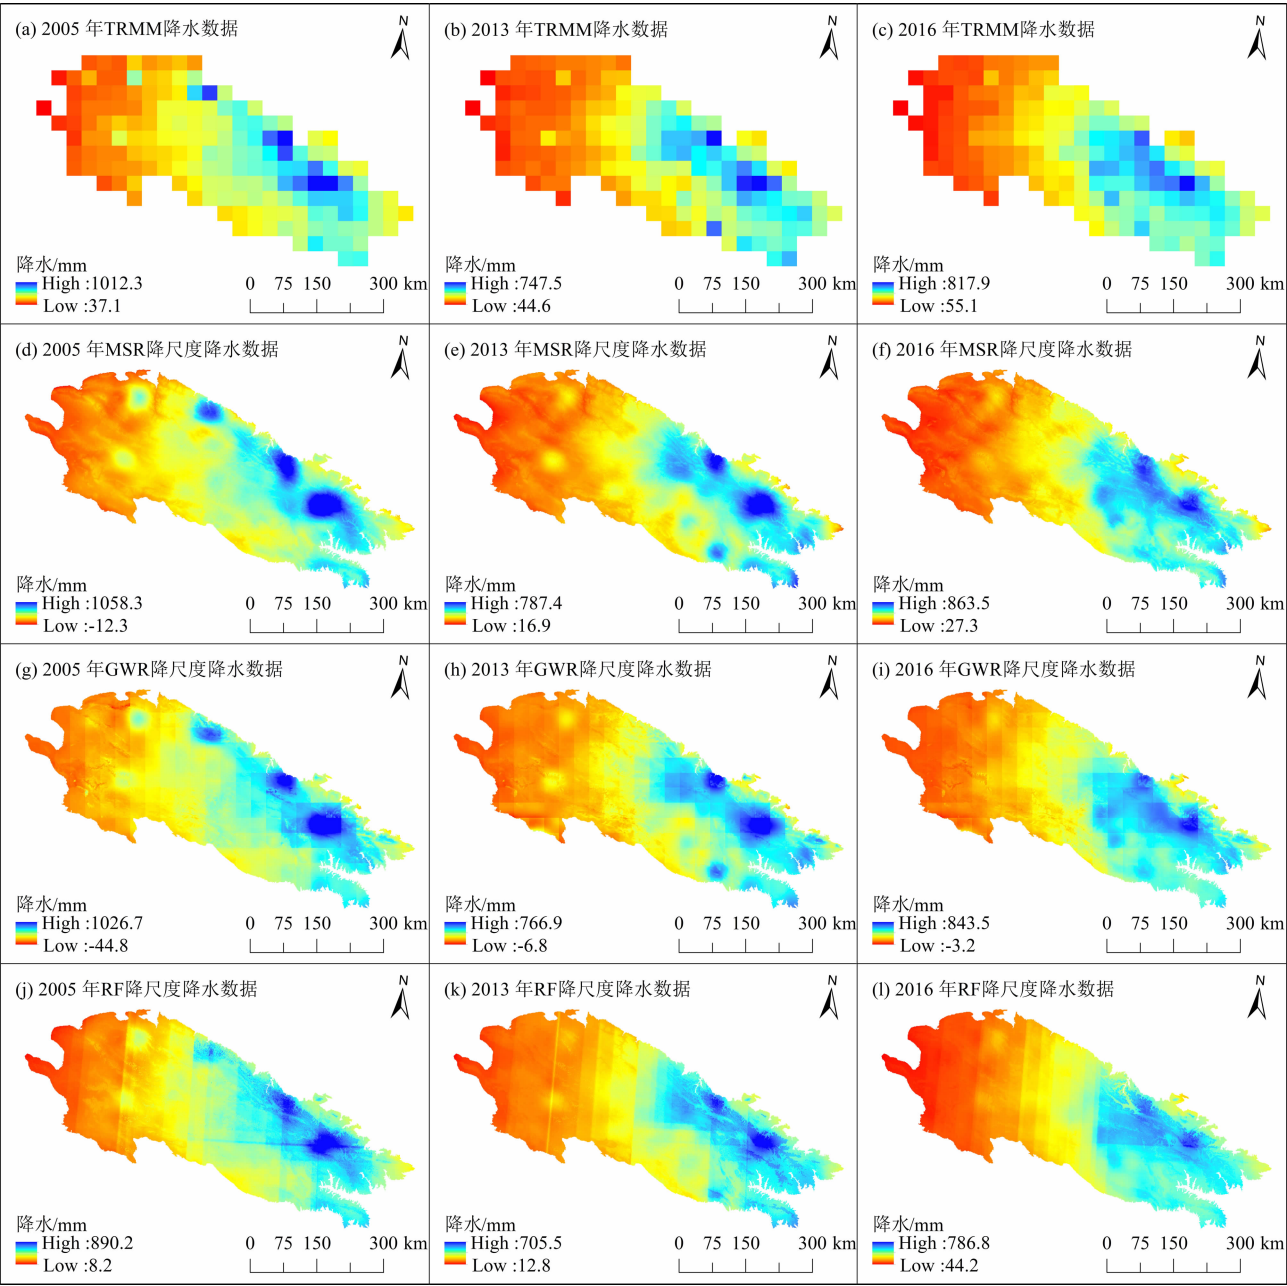 (a) 2005 年TRMM降水数据
N
降水/mm
High :1012.3
Low :37.1
0 75 150 300 km
(b) 2013 年TRMM降水数据
N
降水/mm
High :747.5
Low :44.6
0 75 150 300 km
(c) 2016 年TRMM降水数据
N
降水/mm
High :817.9
Low :55.1
0 75 150 300 km
(d) 2005 年MSR降尺度降水数据
N
降水/mm
High :1058.3
Low :-12.3
0 75 150 300 km
(e) 2013 年MSR降尺度降水数据
N
降水/mm
High :787.4
Low :16.9
0 75 150 300 km
(f) 2016 年MSR降尺度降水数据
N
降水/mm
High :863.5
Low :27.3
0 75 150 300 km
(g) 2005 年GWR降尺度降水数据
N
降水/mm
High :1026.7
Low :-44.8
0 75 150 300 km
(h) 2013 年GWR降尺度降水数据
N
降水/mm
High :766.9
Low :-6.8
0 75 150 300 km
(i) 2016 年GWR降尺度降水数据
N
降水/mm
High :843.5
Low :-3.2
0 75 150 300 km
(j) 2005 年RF降尺度降水数据
N
降水/mm
High :890.2
Low :8.2
0 75 150 300 km
(k) 2013 年RF降尺度降水数据
N
降水/mm
High :705.5
Low :12.8
0 75 150 300 km
(l) 2016 年RF降尺度降水数据
N
降水/mm
High :786.8
Low :44.2
0 75 150 300 km